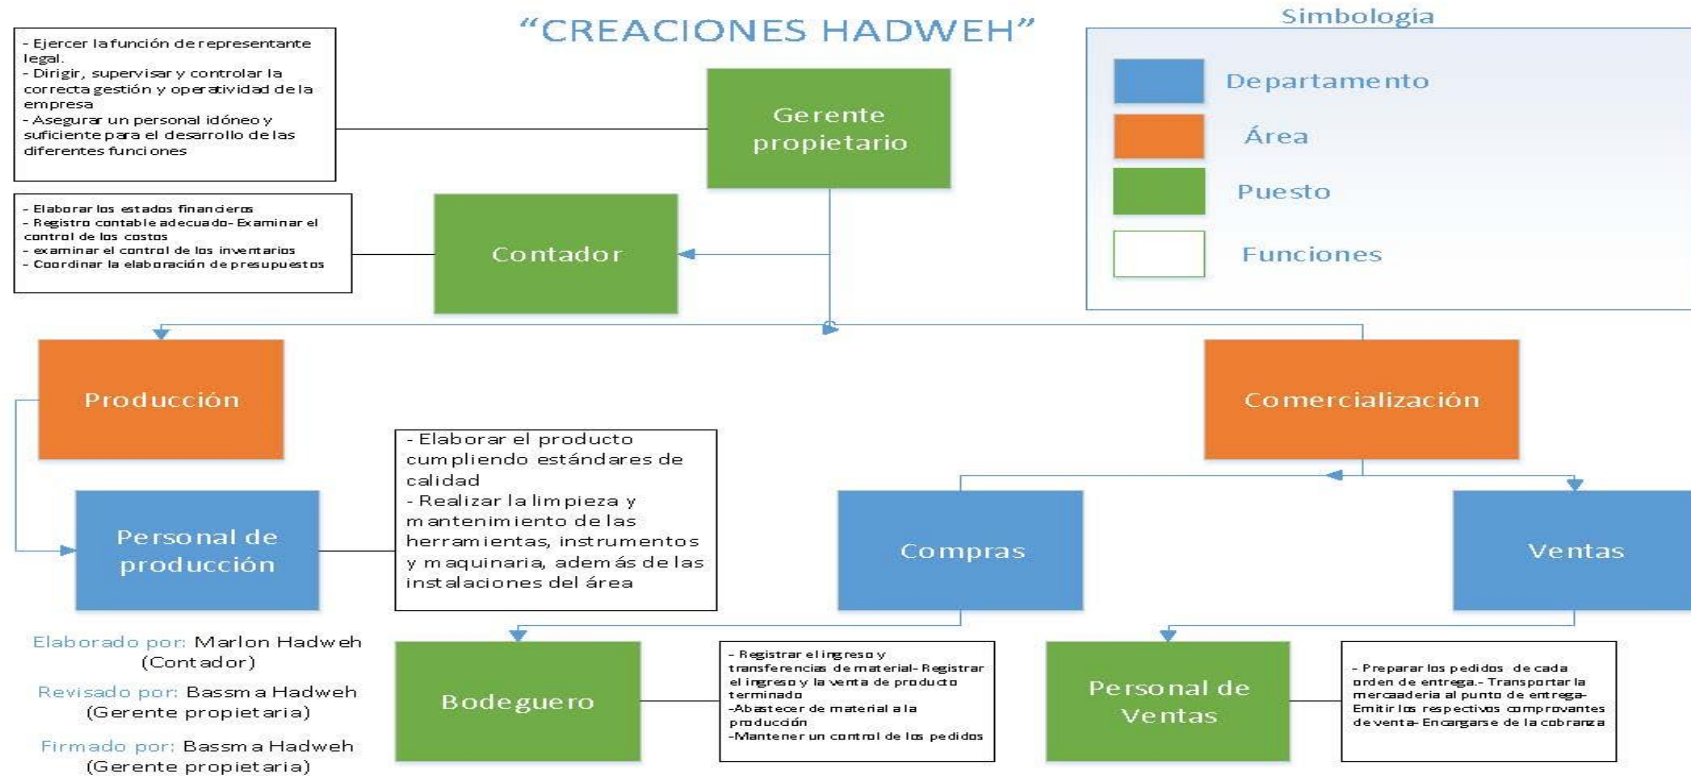 “CREACIONES HADWEH”
Simbología
Departamento
Área
Puesto
Funciones
- Ejercer la función de representante
legal.
- Dirigir, supervisar y controlar la
correcta gestión y operatividad de la
empresa
- Asegurar un personal idóneo y
suficiente para el desarrollo de las
diferentes funciones
Gerente
propietario
- Elaborar los estados financieros
- Registro contable adecuado- Examinar el
control de los costos
- examinar el control de los inventarios
- Coordinar la elaboración de presupuestos
Contador
Producción
Comercialización
Personal de
producción
- Elaborar el producto
cumpliendo estándares de
calidad
- Realizar la limpieza y
mantenimiento de las
herramientas, instrumentos
y maquinaria, además de las
instalaciones del área
Compras
Ventas
Elaborado por: Marlon Hadweh
(Contador)
Revisado por: Bassma Hadweh
(Gerente propietaria)
Firmado por: Bassma Hadweh
(Gerente propietaria)
Bodeguero
- Registrar el ingreso y
transferencias de material- Registrar
el ingreso y la venta de producto
terminado
-Abastecer de material a la
producción
-Mantener un control de los pedidos
Personal de
Ventas
- Preparar los pedidos de cada
orden de entrega.- Transportar la
mercaadería al punto de entrega-
Emitir los respectivos comprovantes
de venta- Encargarse de la cobranza